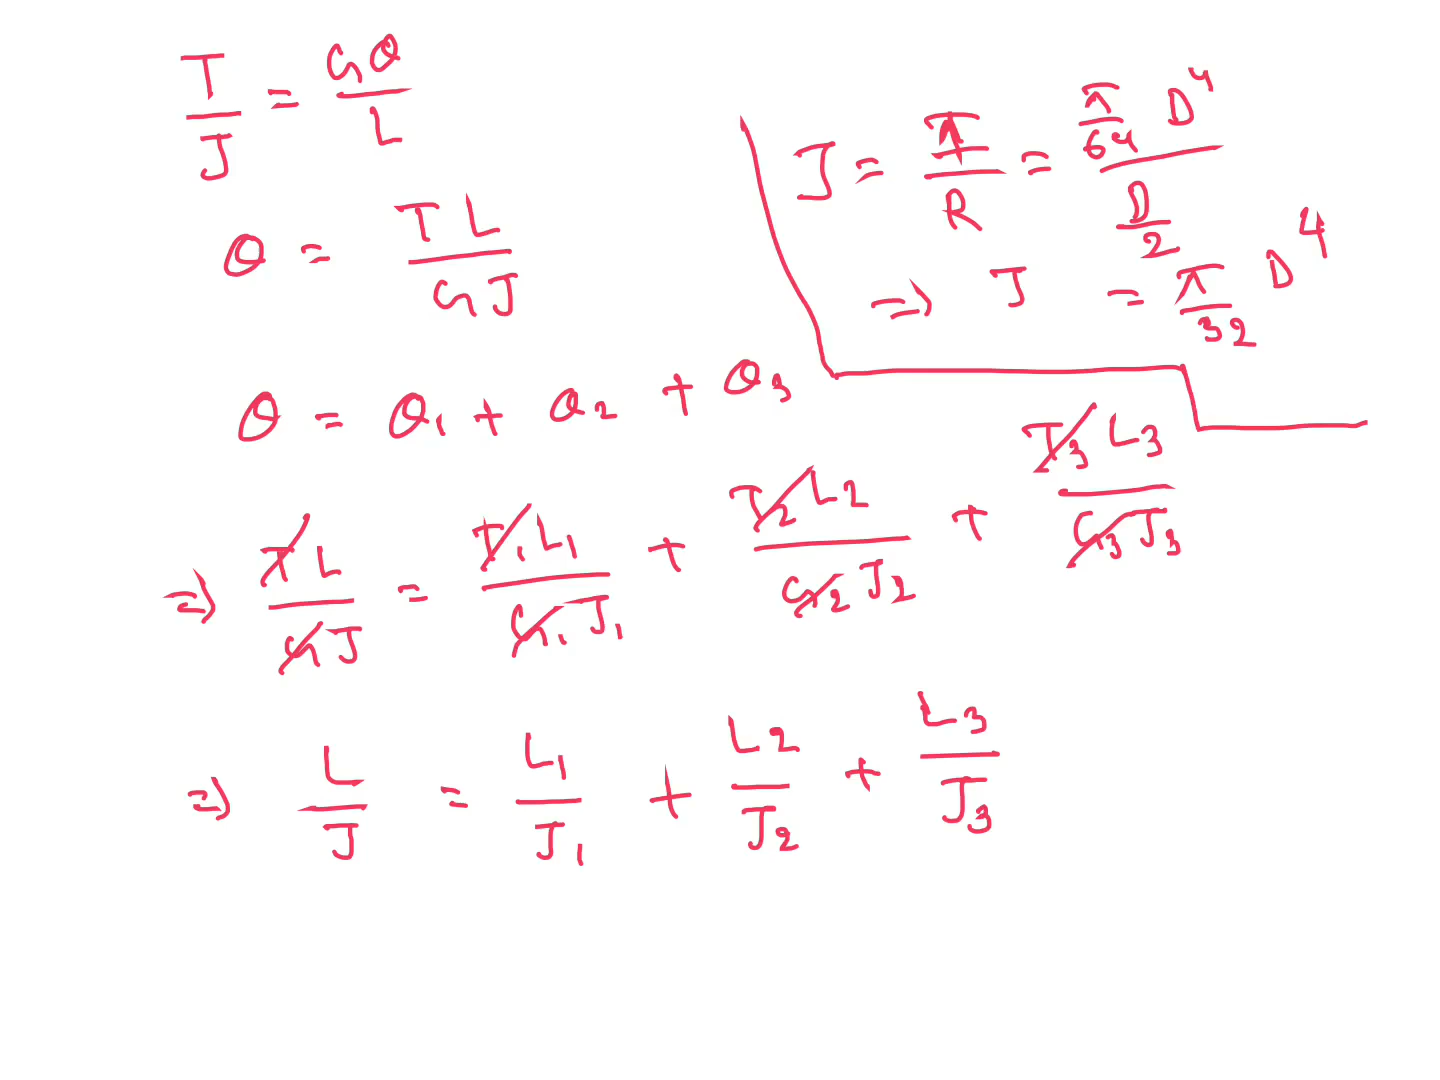 T/J = Gθ/L
θ = TL/GJ
J = I/R = (π/64 D⁴)/(D/2)
⇒ J = π/32 D⁴
θ = θ₁ + θ₂ + θ₃
⇒ TL/GJ = T₁L₁/G₁J₁ + T₂L₂/G₂J₂ + T₃L₃/G₃J₃
⇒ L/J = L₁/J₁ + L₂/J₂ + L₃/J₃